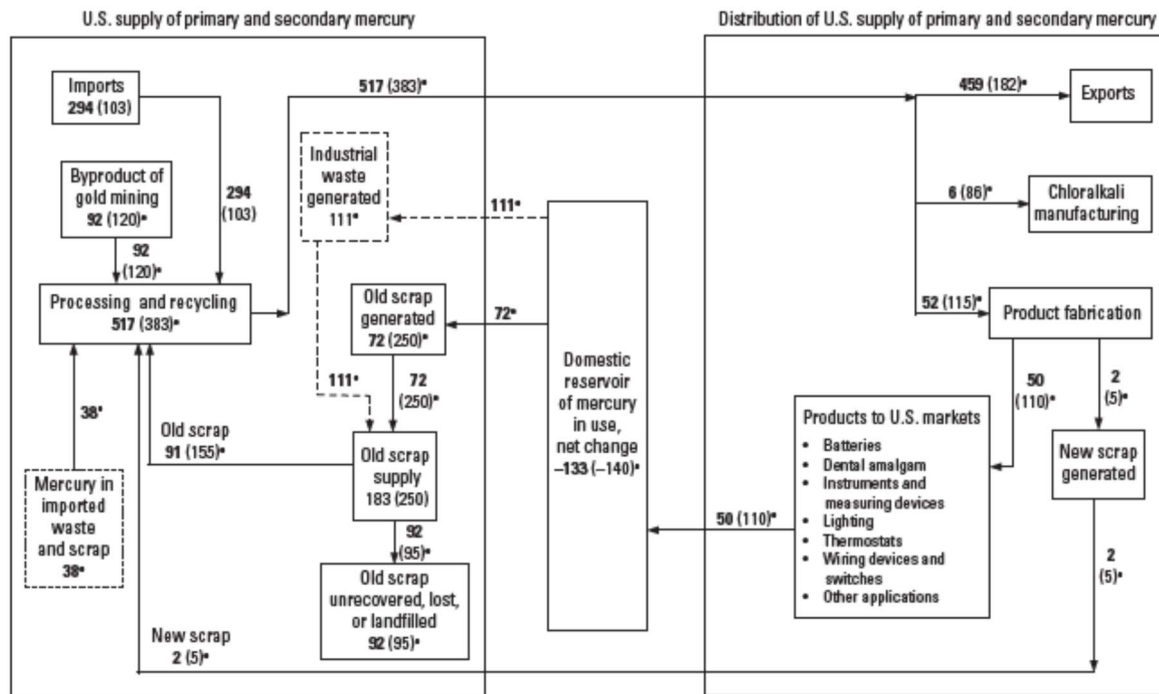 U.S. supply of primary and secondary mercury
Distribution of U.S. supply of primary and secondary mercury
Imports
294 (103)
517 (383)ᵉ
459 (182)ᵉ
Exports
Industrial
waste
generated
111ᵉ
Byproduct of
gold mining
92 (120)ᵉ
294
(103)
111ᵉ
6 (86)ᵉ
Chloralkali
manufacturing
92
(120)ᵉ
Processing and recycling
517 (383)ᵉ
Old scrap
generated
72 (250)ᵉ
72ᵉ
52 (115)ᵉ
Product fabrication
Domestic
reservoir
of mercury
in use,
net change
–133 (–140)ᵉ
38ᵉ
111ᵉ
72
(250)ᵉ
50
(110)ᵉ
2
(5)ᵉ
Old scrap
91 (155)ᵉ
Old scrap
supply
183 (250)
Products to U.S. markets
• Batteries
• Dental amalgam
• Instruments and
measuring devices
• Lighting
• Thermostats
• Wiring devices and
switches
• Other applications
New scrap
generated
Mercury in
imported
waste
and scrap
38ᵉ
92
(95)ᵉ
50 (110)ᵉ
2
(5)ᵉ
Old scrap
unrecovered, lost,
or landfilled
92 (95)ᵉ
New scrap
2 (5)ᵉ